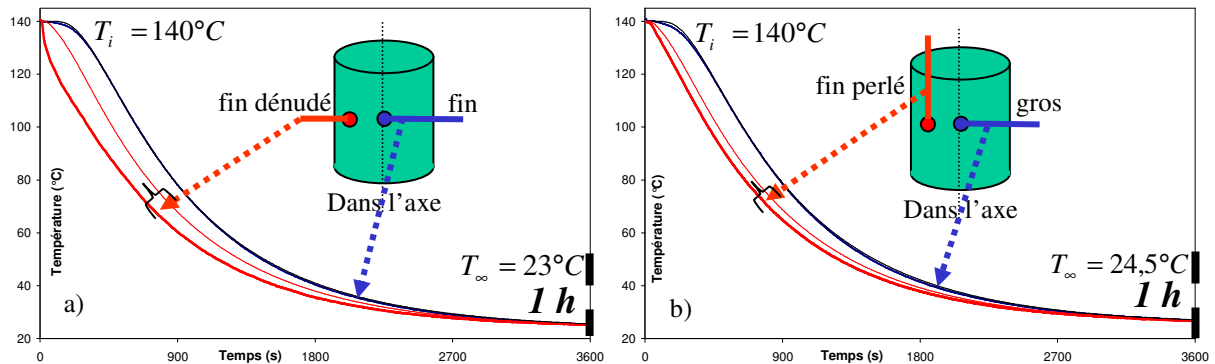 140
120
100
80
60
40
20
Température (°C)
T_i = 140°C
fin dénudé
fin
Dans l'axe
T_∞ = 23°C
1 h
a)
0
900
1800
2700
3600
Temps (s)
140
120
100
80
60
40
20
Température (°C)
T_i = 140°C
fin perlé
gros
Dans l'axe
T_∞ = 24,5°C
1 h
b)
0
900
1800
2700
3600
Temps (s)